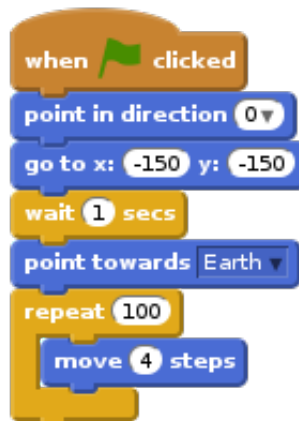 when clicked
point in direction 0
go to x: -150 y: -150
wait 1 secs
point towards Earth
repeat 100
move 4 steps